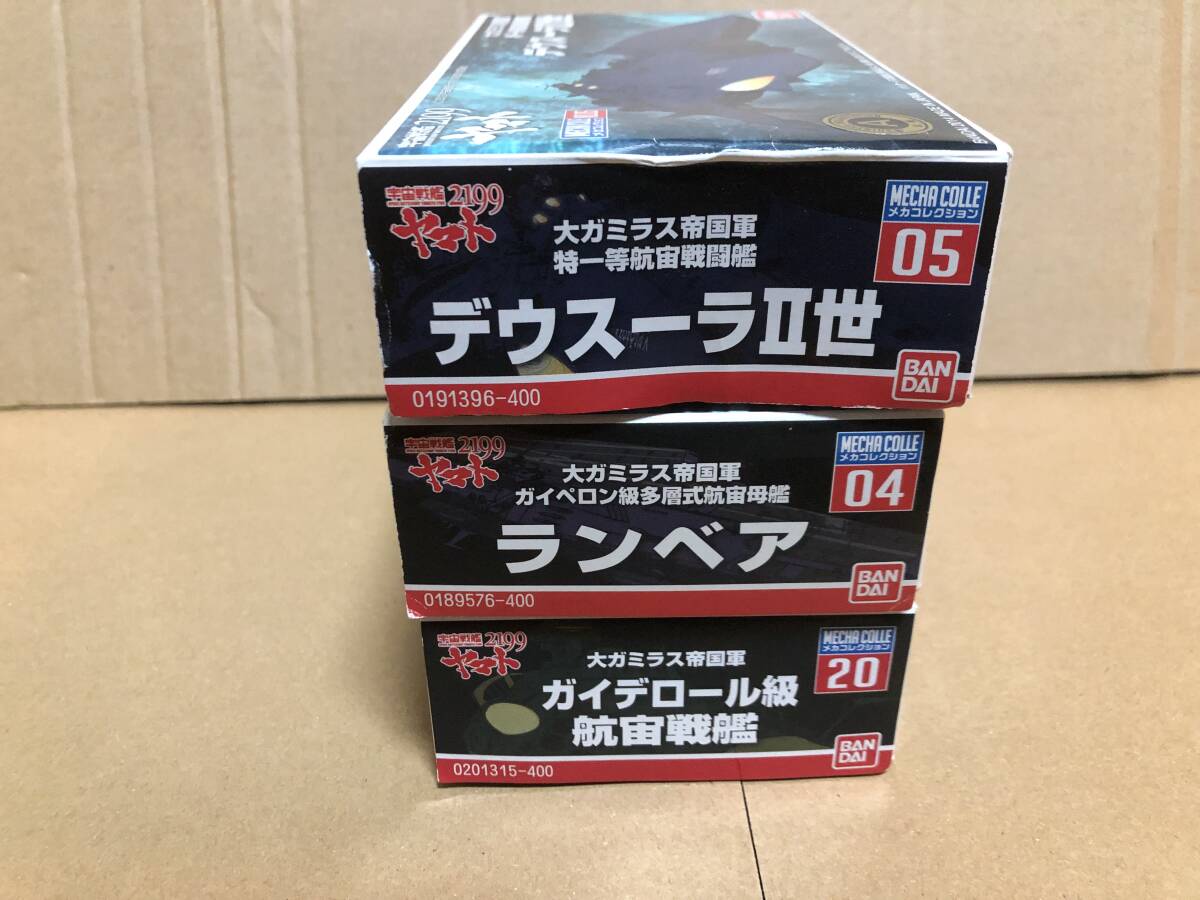 宇宙戦艦
ヤマト2199
大ガミラス帝国軍
特一等航宙戦闘艦
デウスーラⅡ世
MECHA COLLE
メカコレクション
05
BAN
DAI
0191396-400
宇宙戦艦
ヤマト2199
大ガミラス帝国軍
ガイペロン級多層式航宙母艦
ランベア
MECHA COLLE
メカコレクション
04
BAN
DAI
0189576-400
宇宙戦艦
ヤマト2199
大ガミラス帝国軍
ガイデロール級
航宙戦艦
MECHA COLLE
メカコレクション
20
BAN
DAI
0201315-400